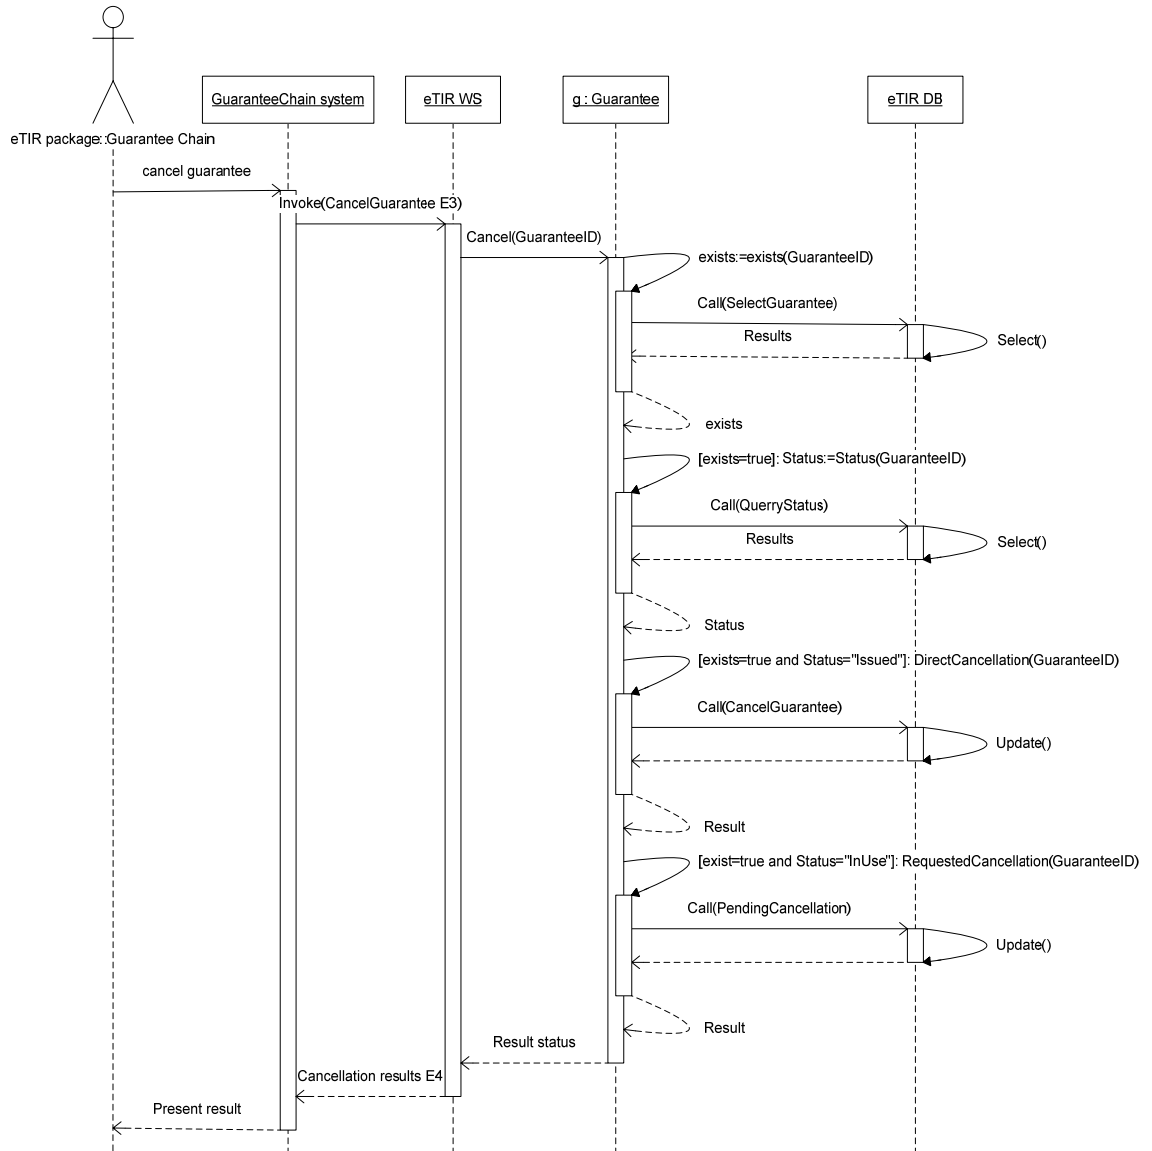 GuaranteeChain system
eTIR WS
g : Guarantee
eTIR DB
eTIR package::Guarantee Chain
cancel guarantee
Invoke(CancelGuarantee E3)
Cancel(GuaranteeID)
exists:=exists(GuaranteeID)
Call(SelectGuarantee)
Results
Select()
exists
[exists=true]: Status:=Status(GuaranteeID)
Call(QuerryStatus)
Results
Select()
Status
[exists=true and Status="Issued"]: DirectCancellation(GuaranteeID)
Call(CancelGuarantee)
Update()
Result
[exist=true and Status="InUse"]: RequestedCancellation(GuaranteeID)
Call(PendingCancellation)
Update()
Result
Result status
Cancellation results E4
Present result